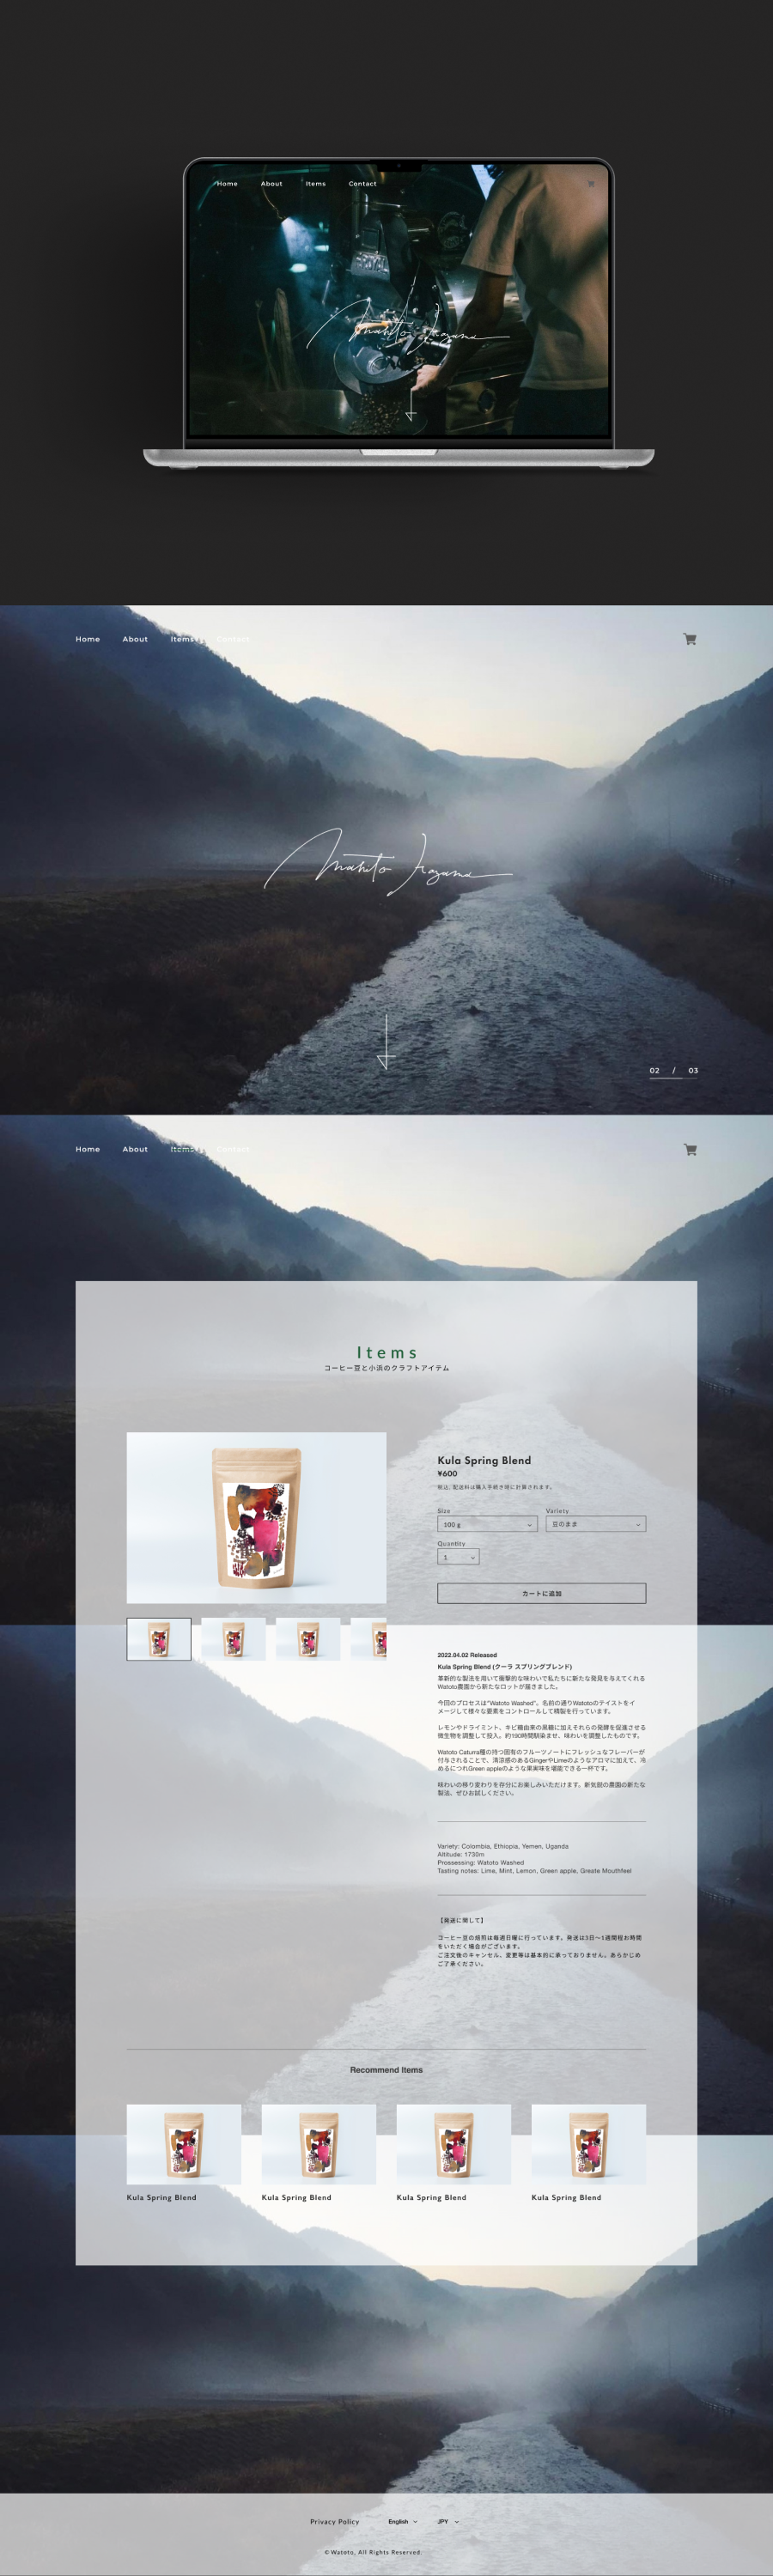 Home About Items Contact
Home About Items Contact
02 / 03
Home About Items Contact
Items
コーヒー豆と小浜のクラフトアイテム
Kula Spring Blend
¥600
税込. 配送料は購入手続き時に計算されます。
Size Variety
100 g 豆のまま
Quantity
1
カートに追加
2022.04.02 Released
Kula Spring Blend (クーラ スプリングブレンド)
革新的な製法を用いて衝撃的な味わいで私たちに新たな発見を与えてくれる
Watoto農園から新たなロットが届きました。
今回のプロセスは“Watoto Washed”。名前の通りWatotoのテイストをイ
メージして様々な要素をコントロールして精製を行っています。
レモンやドライミント、キビ糖由来の黒糖に加えそれらの発酵を促進させる
微生物を調整して投入。約190時間馴染ませ、味わいを調整したものです。
Watoto Caturra種の持つ固有のフルーツノートにフレッシュなフレーバーが
付与されることで、清涼感のあるGingerやLimeのようなアロマに加えて、冷
めるにつれGreen appleのような果実味を堪能できる一杯です。
味わいの移り変わりを存分にお楽しみいただけます。新気鋭の農園の新たな
製法。ぜひお試しください。
Variety: Colombia, Ethiopia, Yemen, Uganda
Altitude: 1730m
Prossessing: Watoto Washed
Tasting notes: Lime, Mint, Lemon, Green apple, Greate Mouthfeel
【発送に関して】
コーヒー豆の焙煎は毎週日曜に行っています。発送は3日〜1週間程お時間
をいただく場合がございます。
ご注文後のキャンセル、変更等は基本的に承っておりません。あらかじめ
ご了承ください。
Recommend Items
Kula Spring Blend Kula Spring Blend Kula Spring Blend Kula Spring Blend
Privacy Policy English JPY
© Watoto, All Rights Reserved.